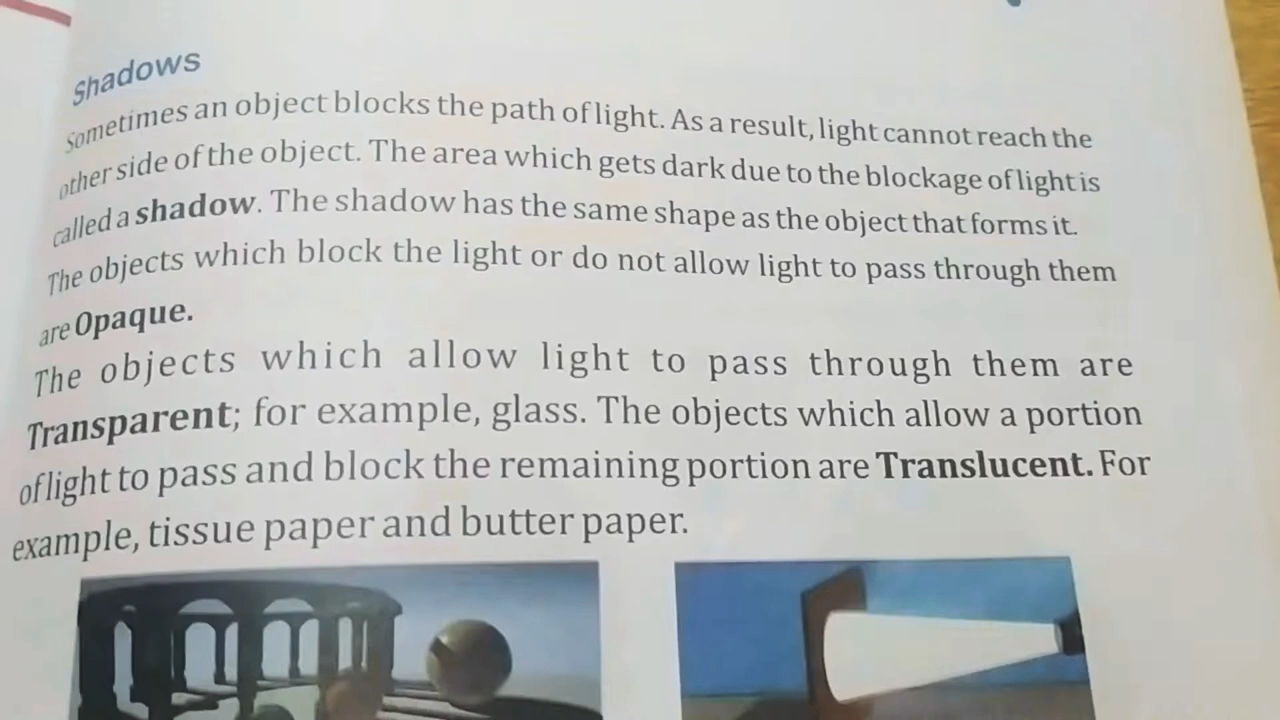 Shadows
Sometimes an object blocks the path of light. As a result, light cannot reach the
other side of the object. The area which gets dark due to the blockage of light is
called a shadow. The shadow has the same shape as the object that forms it.
The objects which block the light or do not allow light to pass through them
are Opaque.
The objects which allow light to pass through them are
Transparent; for example, glass. The objects which allow a portion
of light to pass and block the remaining portion are Translucent. For
example, tissue paper and butter paper.